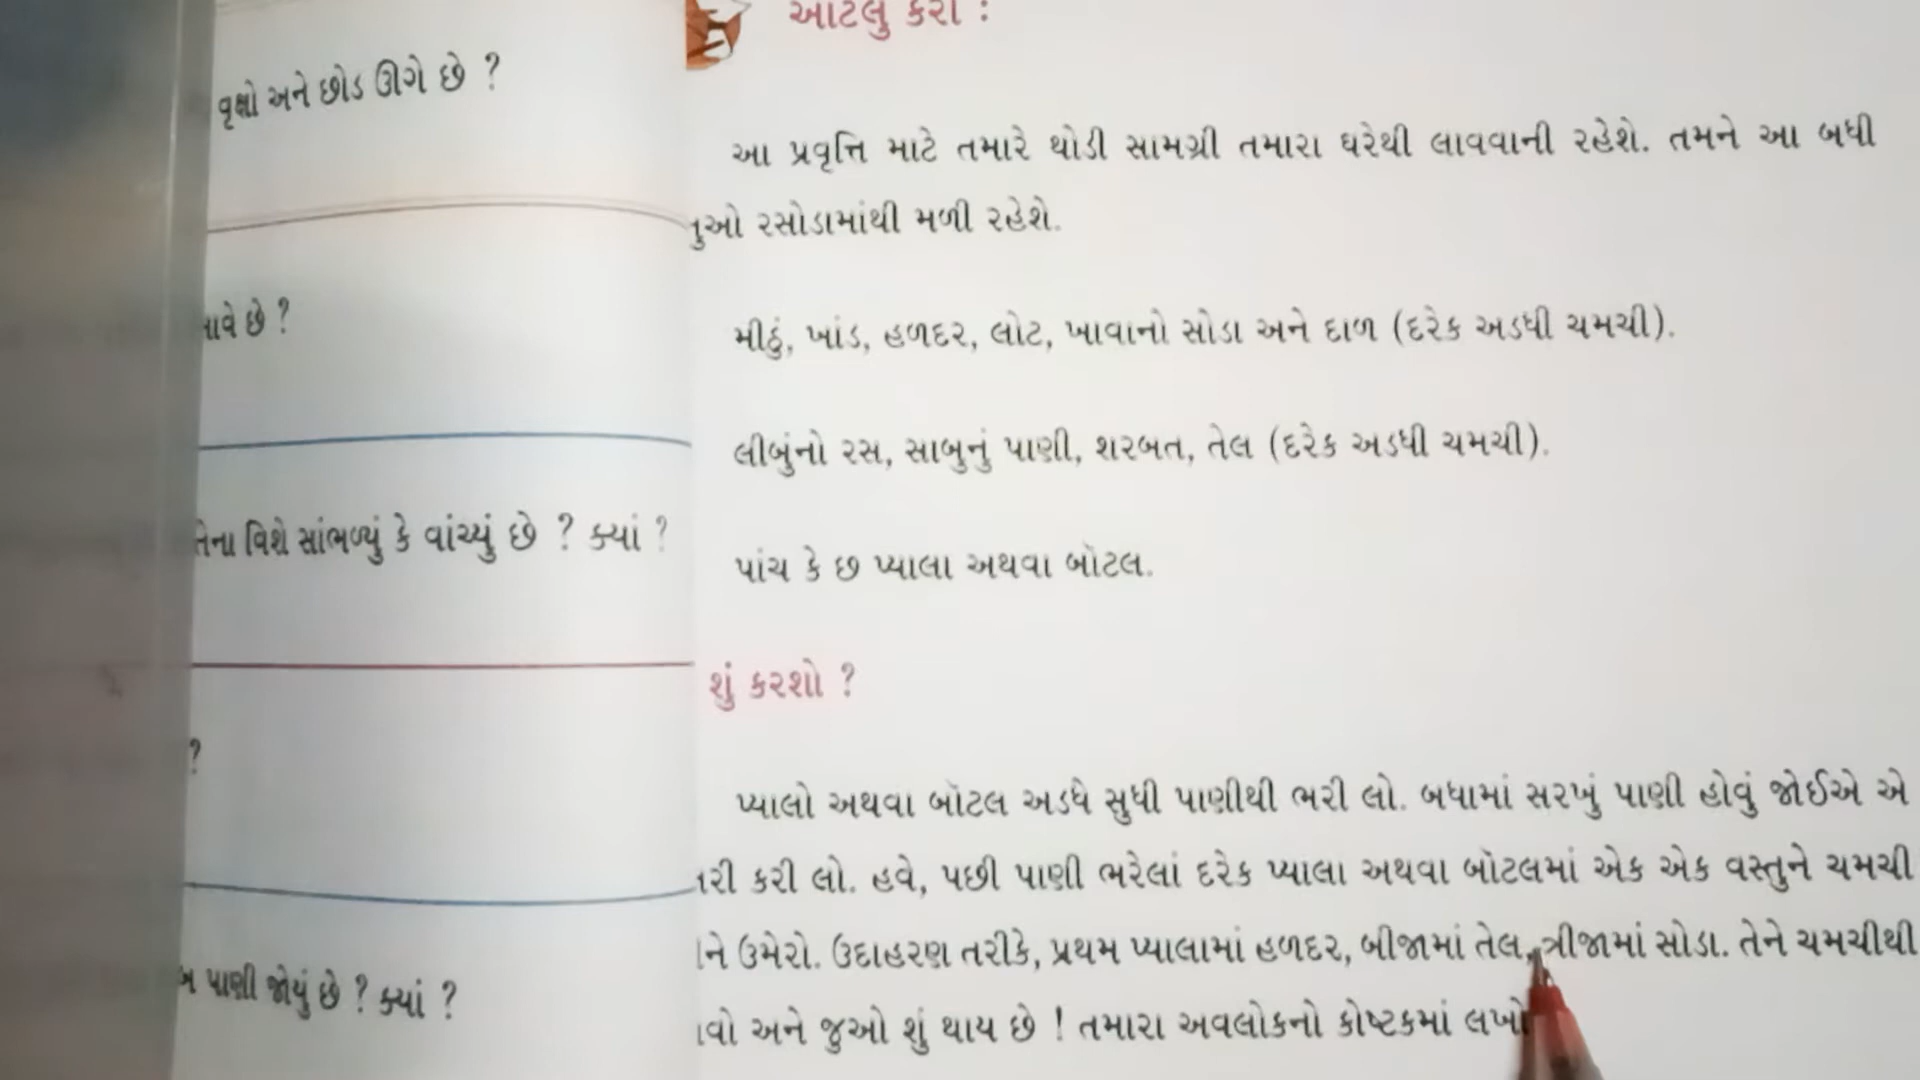 વૃક્ષો અને છોડ ઊગે છે ?
છે ?
તેના વિશે સાંભળ્યું કે વાંચ્યું છે ? ક્યાં ?
?
પાણી જોયું છે ? ક્યાં ?
આટલું કરો :
આ પ્રવૃત્તિ માટે તમારે થોડી સામગ્રી તમારા ઘરેથી લાવવાની રહેશે. તમને આ બધી
રસોડામાંથી મળી રહેશે.
મીઠું, ખાંડ, હળદર, લોટ, ખાવાનો સોડા અને દાળ (દરેક અડધી ચમચી).
લીબુંનો રસ, સાબુનું પાણી, શરબત, તેલ (દરેક અડધી ચમચી).
પાંચ કે છ પ્યાલા અથવા બૉટલ.
શું કરશો ?
પ્યાલો અથવા બૉટલ અડધે સુધી પાણીથી ભરી લો. બધામાં સરખું પાણી હોવું જોઈએ એ
કરી લો. હવે, પછી પાણી ભરેલાં દરેક પ્યાલા અથવા બૉટલમાં એક એક વસ્તુને ચમચી
ઉમેરો. ઉદાહરણ તરીકે, પ્રથમ પ્યાલામાં હળદર, બીજામાં તેલ, ત્રીજામાં સોડા. તેને ચમચીથી
અને જુઓ શું થાય છે ! તમારા અવલોકનો કોષ્ટકમાં લખો